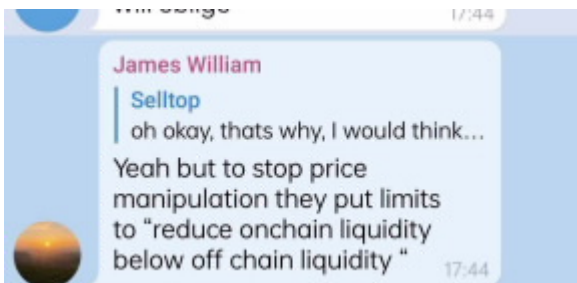 17:44
James William
Selltop
oh okay, thats why, I would think...
Yeah but to stop price
manipulation they put limits
to “reduce onchain liquidity
below off chain liquidity “
17:44